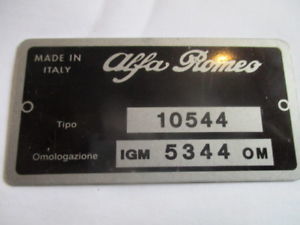 MADE IN
ITALY
Alfa Romeo
Tipo 10544
Omologazione IGM 5344 OM